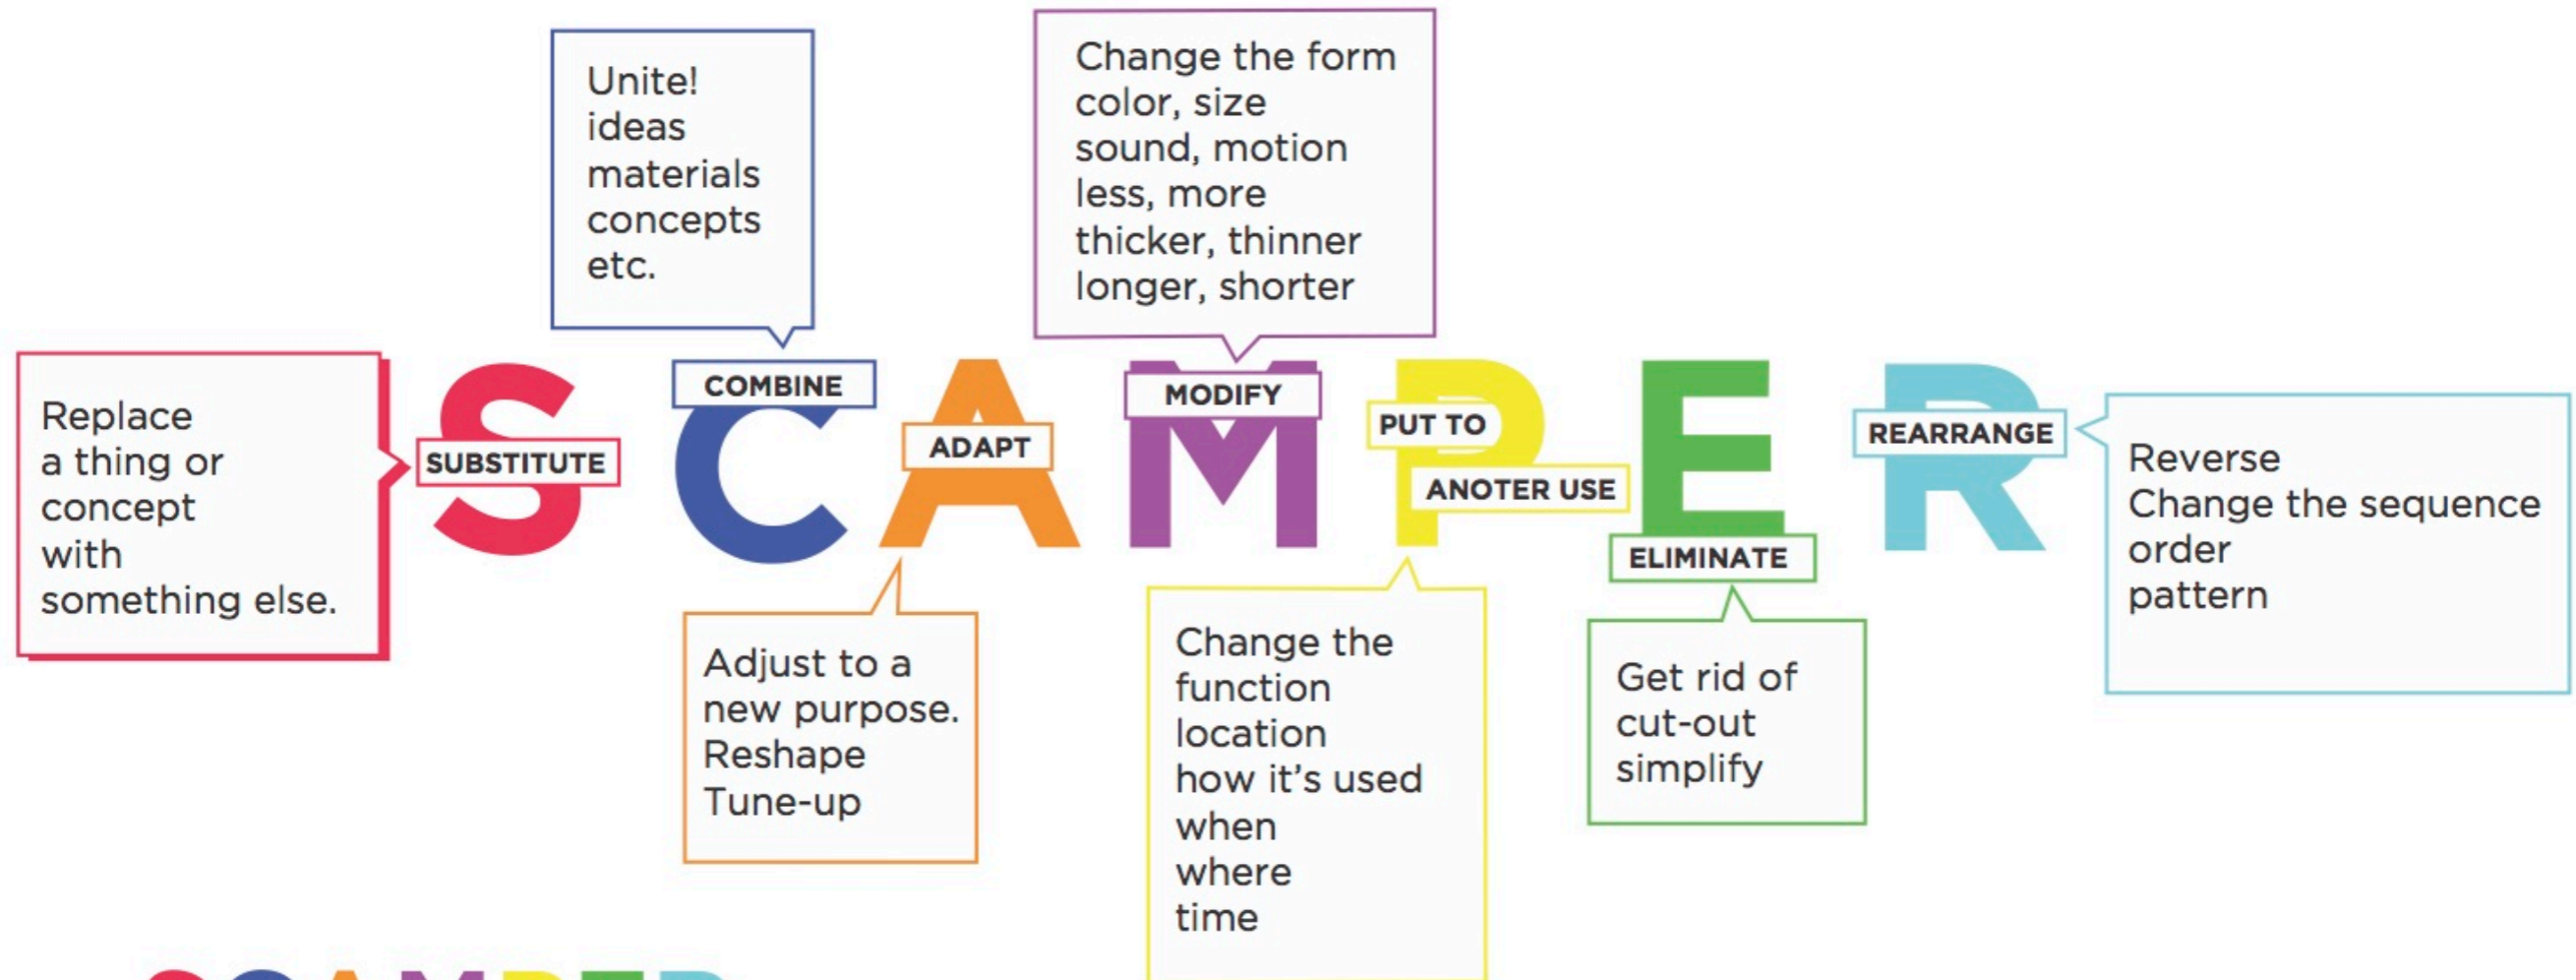 Replace
a thing or
concept
with
something else.
S
SUBSTITUTE
Unite!
ideas
materials
concepts
etc.
C
COMBINE
A
ADAPT
Adjust to a
new purpose.
Reshape
Tune-up
Change the form
color, size
sound, motion
less, more
thicker, thinner
longer, shorter
M
MODIFY
P
PUT TO
ANOTER USE
Change the
function
location
how it's used
when
where
time
E
ELIMINATE
Get rid of
cut-out
simplify
R
REARRANGE
Reverse
Change the sequence
order
pattern
SCAMPER